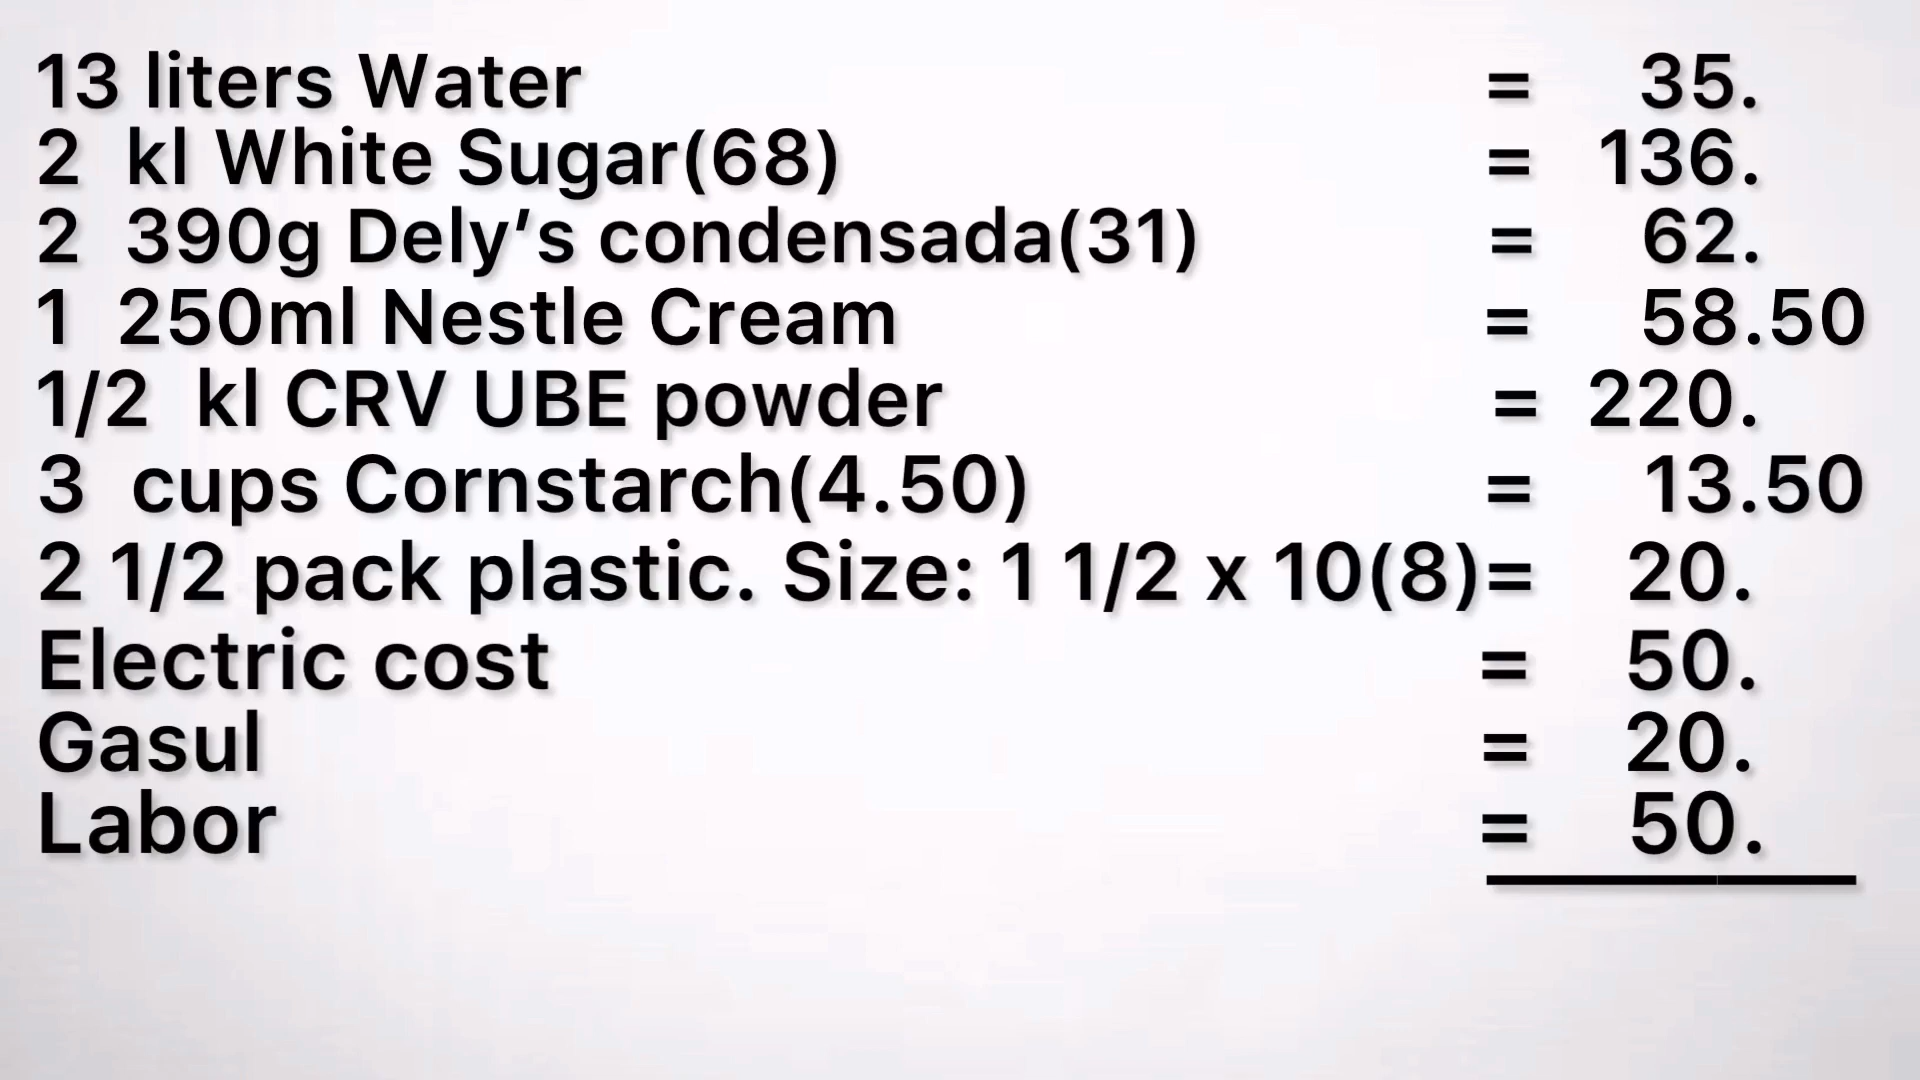 13 liters Water = 35.
2 kl White Sugar(68) = 136.
2 390g Dely’s condensada(31) = 62.
1 250ml Nestle Cream = 58.50
1/2 kl CRV UBE powder = 220.
3 cups Cornstarch(4.50) = 13.50
2 1/2 pack plastic. Size: 1 1/2 x 10(8)= 20.
Electric cost = 50.
Gasul = 20.
Labor = 50.